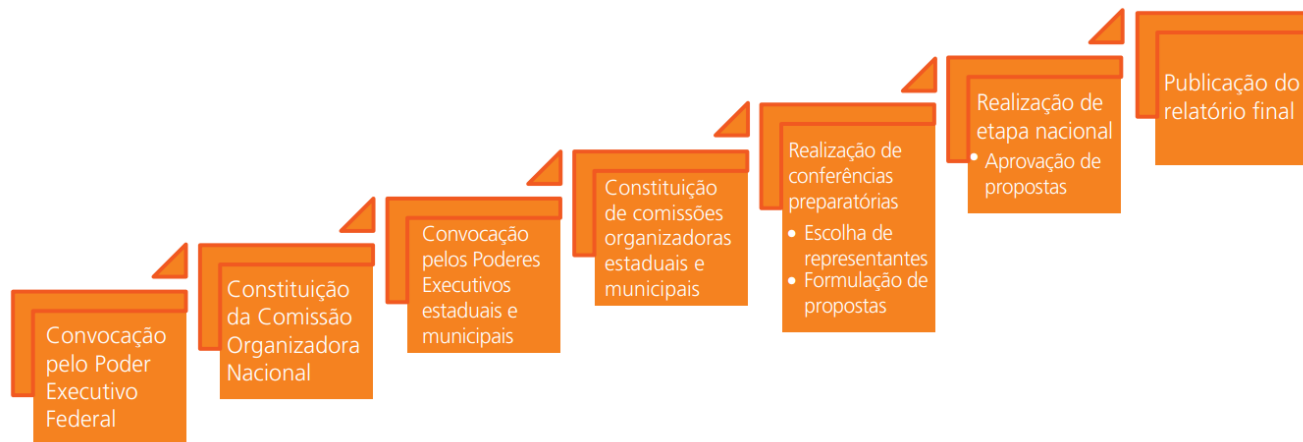 Convocação
pelo Poder
Executivo
Federal
Constituição
da Comissão
Organizadora
Nacional
Convocação
pelos Poderes
Executivos
estaduais e
municipais
Constituição
de comissões
organizadoras
estaduais e
municipais
Realização de
conferências
preparatórias
• Escolha de
representantes
• Formulação de
propostas
Realização de
etapa nacional
• Aprovação de
propostas
Publicação do
relatório final